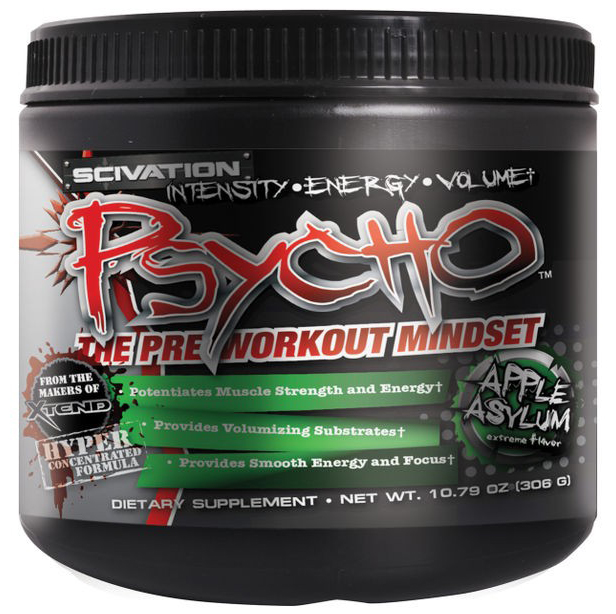 SCIVATION
INTENSITY • ENERGY • VOLUME†
PSYCHO™
THE PRE WORKOUT MINDSET
FROM THE
MAKERS OF
XTEND
HYPER
CONCENTRATED
FORMULA
Potentiates Muscle Strength and Energy†
• Provides Volumizing Substrates†
• Provides Smooth Energy and Focus†
APPLE
ASYLUM
extreme flavor
DIETARY SUPPLEMENT • NET WT. 10.79 OZ (306 G)